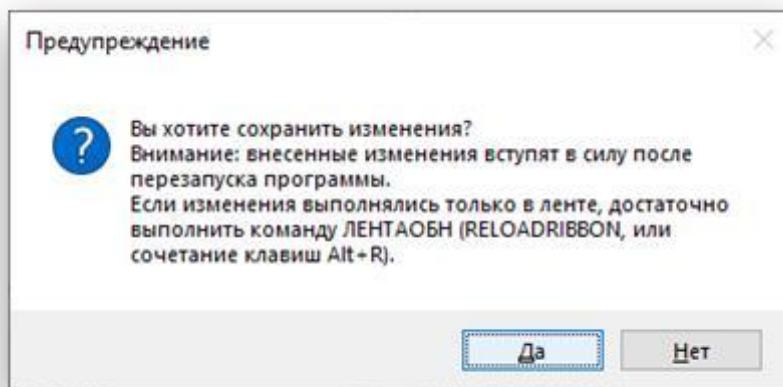 Предупреждение
Вы хотите сохранить изменения?
Внимание: внесенные изменения вступят в силу после
перезапуска программы.
Если изменения выполнялись только в ленте, достаточно
выполнить команду ЛЕНТАОБН (RELOADRIBBON, или
сочетание клавиш Alt+R).
Да
Нет